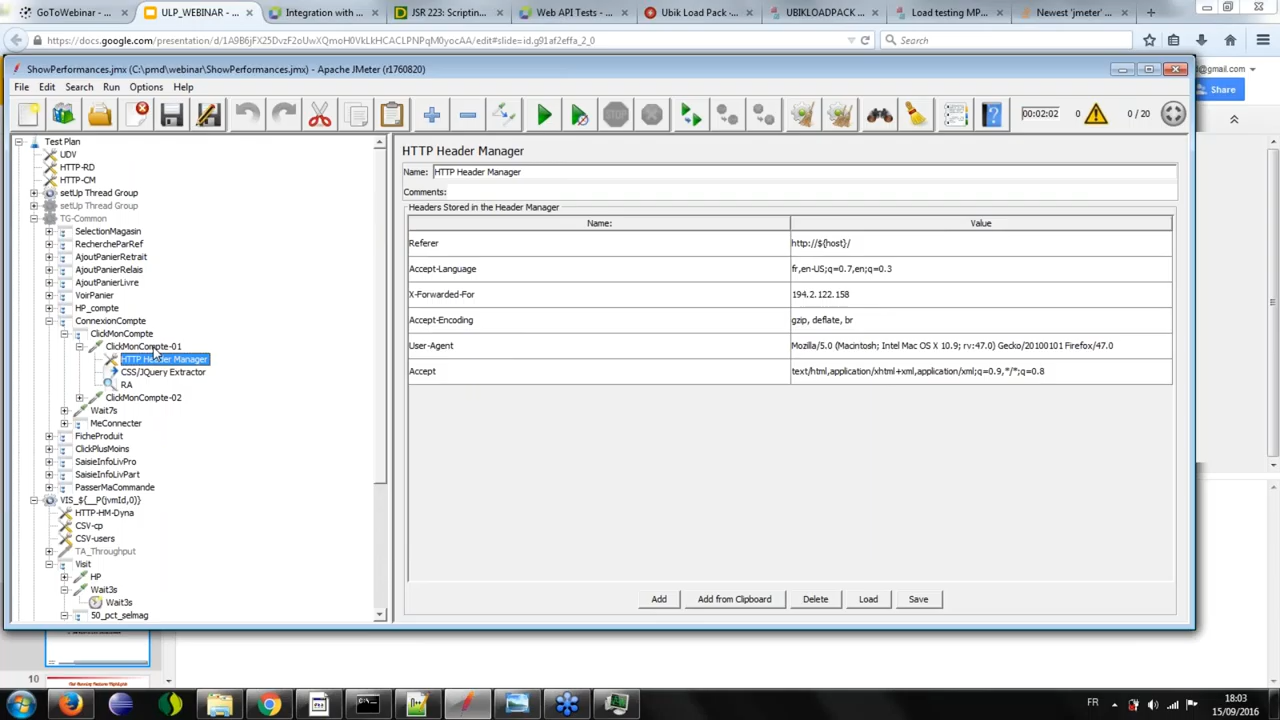 GoToWebinar - ...
ULP_WEBINAR - ...
Integration with ...
JSR 223: Scriptin...
Web API Tests - ...
Ubik Load Pack - ...
UBIKLOADPACK ...
Load testing MP...
Newest 'jmeter...
https://docs.google.com/presentation/d/1A9B6jFX25DvzF2oUwXQmoH0VkLkHCACLPNPqM0yocAA/edit#slide=id.g91af2effa_2_0
Search
ShowPerformances.jmx (C:\pmd\webinar\ShowPerformances.jmx) - Apache JMeter (r1760820)
d@gmail.com
File Edit Search Run Options Help
Share
00:02:02 0 0 / 20
Test Plan
UDV
HTTP-RD
HTTP-CM
setUp Thread Group
setUp Thread Group
TG-Common
SelectionMagasin
RechercheParRef
AjoutPanierRetrait
AjoutPanierRelais
AjoutPanierLivre
VoirPanier
HP_compte
ConnexionCompte
ClickMonCompte
ClickMonCompte-01
HTTP Header Manager
CSS/JQuery Extractor
RA
ClickMonCompte-02
Wait7s
MeConnecter
FicheProduit
ClickPlusMoins
SaisieInfoLivPro
SaisieInfoLivPart
PasserMaCommande
VIS_${__P(jvmId,0)}
HTTP-HM-Dyna
CSV-cp
CSV-users
TA_Throughput
Visit
HP
Wait3s
Wait3s
50_pct_selmag
HTTP Header Manager
Name: HTTP Header Manager
Comments:
Headers Stored in the Header Manager
Name: Value
Referer http://${host}/
Accept-Language fr,en-US;q=0.7,en;q=0.3
X-Forwarded-For 194.2.122.158
Accept-Encoding gzip, deflate, br
User-Agent Mozilla/5.0 (Macintosh; Intel Mac OS X 10.9; rv:47.0) Gecko/20100101 Firefox/47.0
Accept text/html,application/xhtml+xml,application/xml;q=0.9,*/*;q=0.8
Add Add from Clipboard Delete Load Save
10
FR
18:03
15/09/2016